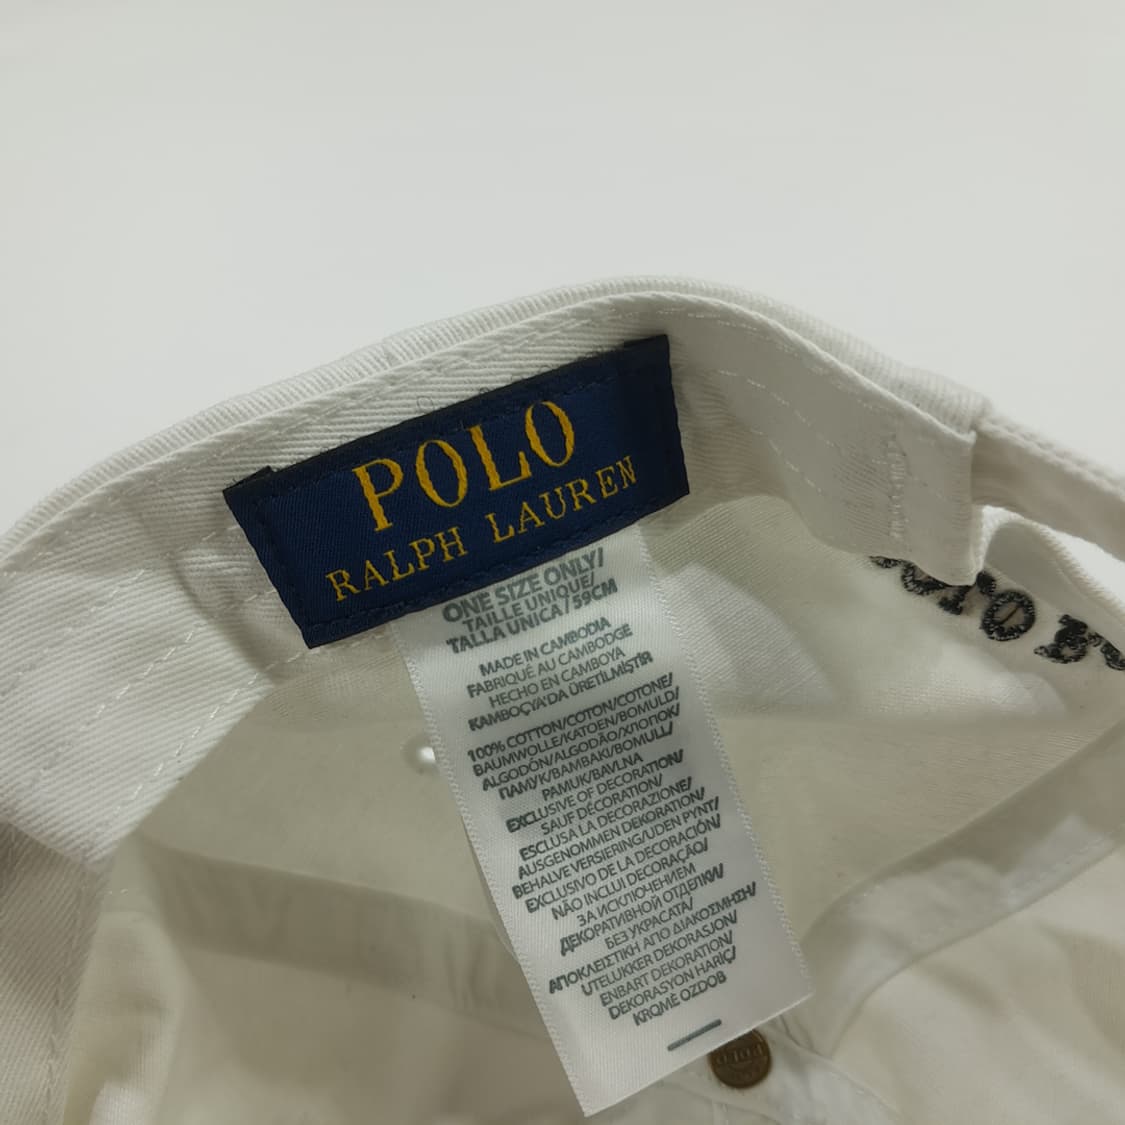 POLO
RALPH LAUREN
ONE SIZE ONLY/
TAILLE UNIQUE/
TALLA UNICA/59CM
MADE IN CAMBODIA
FABRIQUÉ AU CAMBODGE
HECHO EN CAMBOYA
KAMBOÇYA'DA ÜRETİLMİŞTİR
100% COTTON/COTON/COTONE/
BAUMWOLLE/KATOEN/BOMULD/
ALGODÓN/ALGODÃO/ХЛОПОК/
ПАМУК/ΒΑΜΒΑΚΙ/BOMULL/
PAMUK/BAVLNA
EXCLUSIVE OF DECORATION/
SAUF DÉCORATION/
ESCLUSA LA DECORAZIONE/
AUSGENOMMEN DEKORATION/
BEHALVE VERSIERING/UDEN PYNT/
EXCLUSIVO DE LA DECORACIÓN/
NÃO INCLUI DECORAÇÃO/
ЗА ИСКЛЮЧЕНИЕМ
ДЕКОРАТИВНОЙ ОТДЕЛКИ/
БЕЗ УКРАСАТА/
ΑΠΟΚΛΕΙΣΤΙΚΗ ΑΠΟ ΔΙΑΚΟΣΜΗΣΗ/
UTELUKKER DEKORASJON/
ENBART DEKORATION/
DEKORASYON HARİÇ/
KRQMĚ OZDOB
POLO